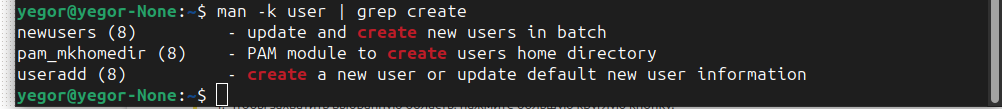 yegor@yegor-None:~$ man -k user | grep create
newusers (8)         - update and create new users in batch
pam_mkhomedir (8)    - PAM module to create users home directory
useradd (8)          - create a new user or update default new user information
yegor@yegor-None:~$